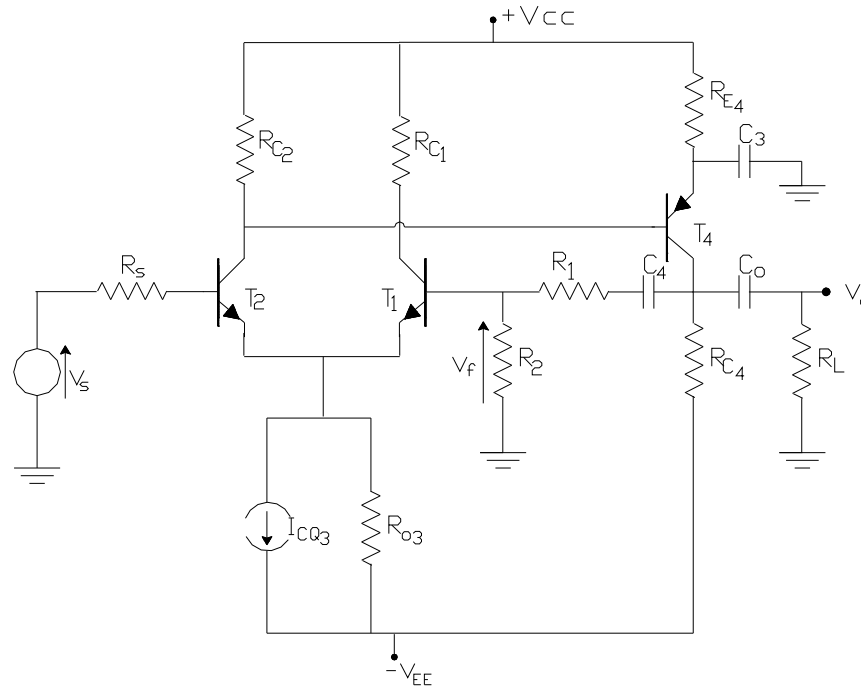 +VCC
RE4
RC2
RC1
C3
T4
Rs
T2
T1
R1
C4
Co
Vs
Vf
R2
RC4
RL
ICQ3
Ro3
-VEE